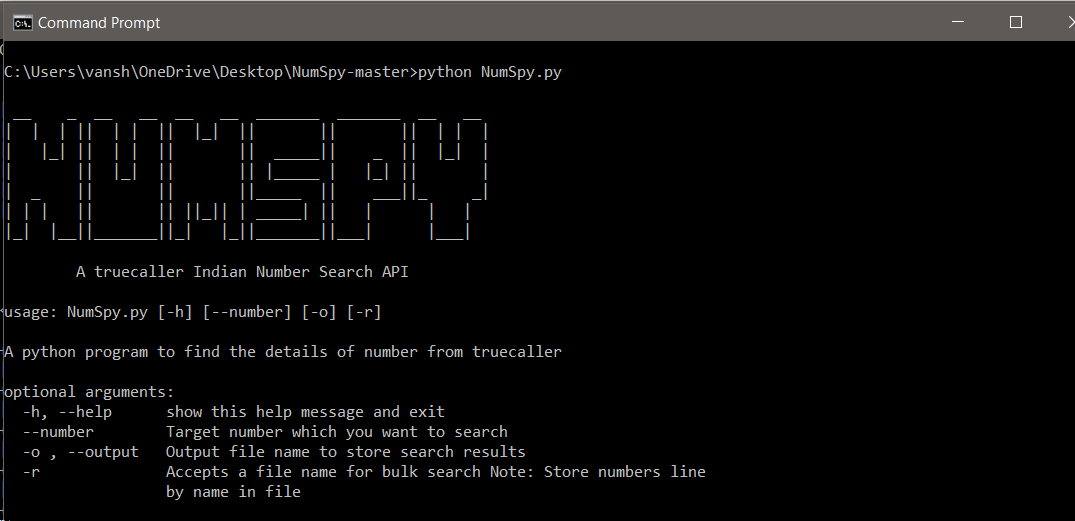 Command Prompt
C:\Users\vansh\OneDrive\Desktop\NumSpy-master>python NumSpy.py
NUMSPY
A truecaller Indian Number Search API
usage: NumSpy.py [-h] [--number] [-o] [-r]
A python program to find the details of number from truecaller
optional arguments:
-h, --help show this help message and exit
--number Target number which you want to search
-o , --output Output file name to store search results
-r Accepts a file name for bulk search Note: Store numbers line
by name in file